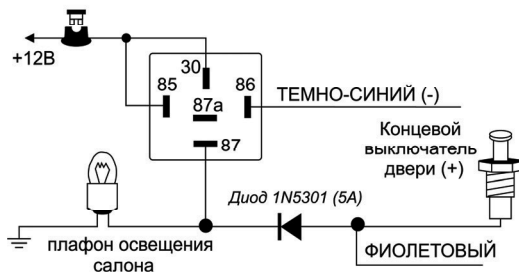 +12В
30
85
86
87а
87
ТЕМНО-СИНИЙ (-)
Концевой
выключатель
двери (+)
Диод 1N5301 (5А)
плафон освещения
салона
ФИОЛЕТОВЫЙ